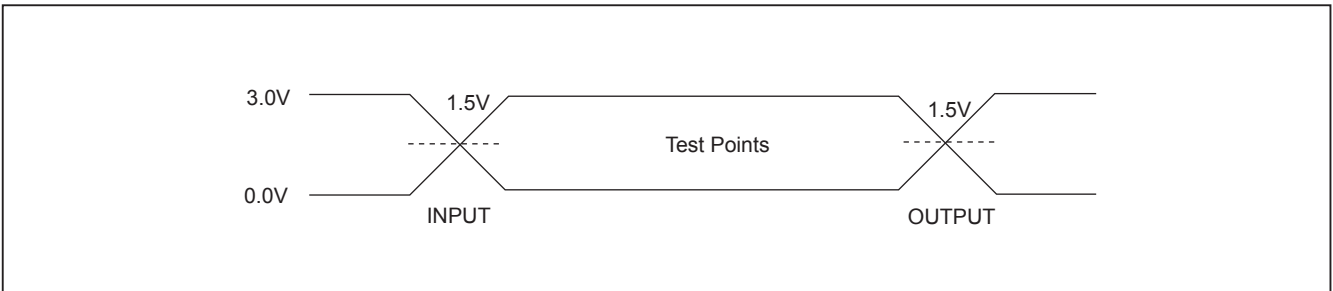 3.0V
1.5V
1.5V
Test Points
0.0V
INPUT
OUTPUT